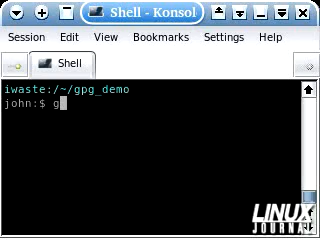 Shell - Konsol
Session Edit View Bookmarks Settings Help
Shell
iwaste:/~/gpg_demo
john:$ g
LINUX
JOURNAL